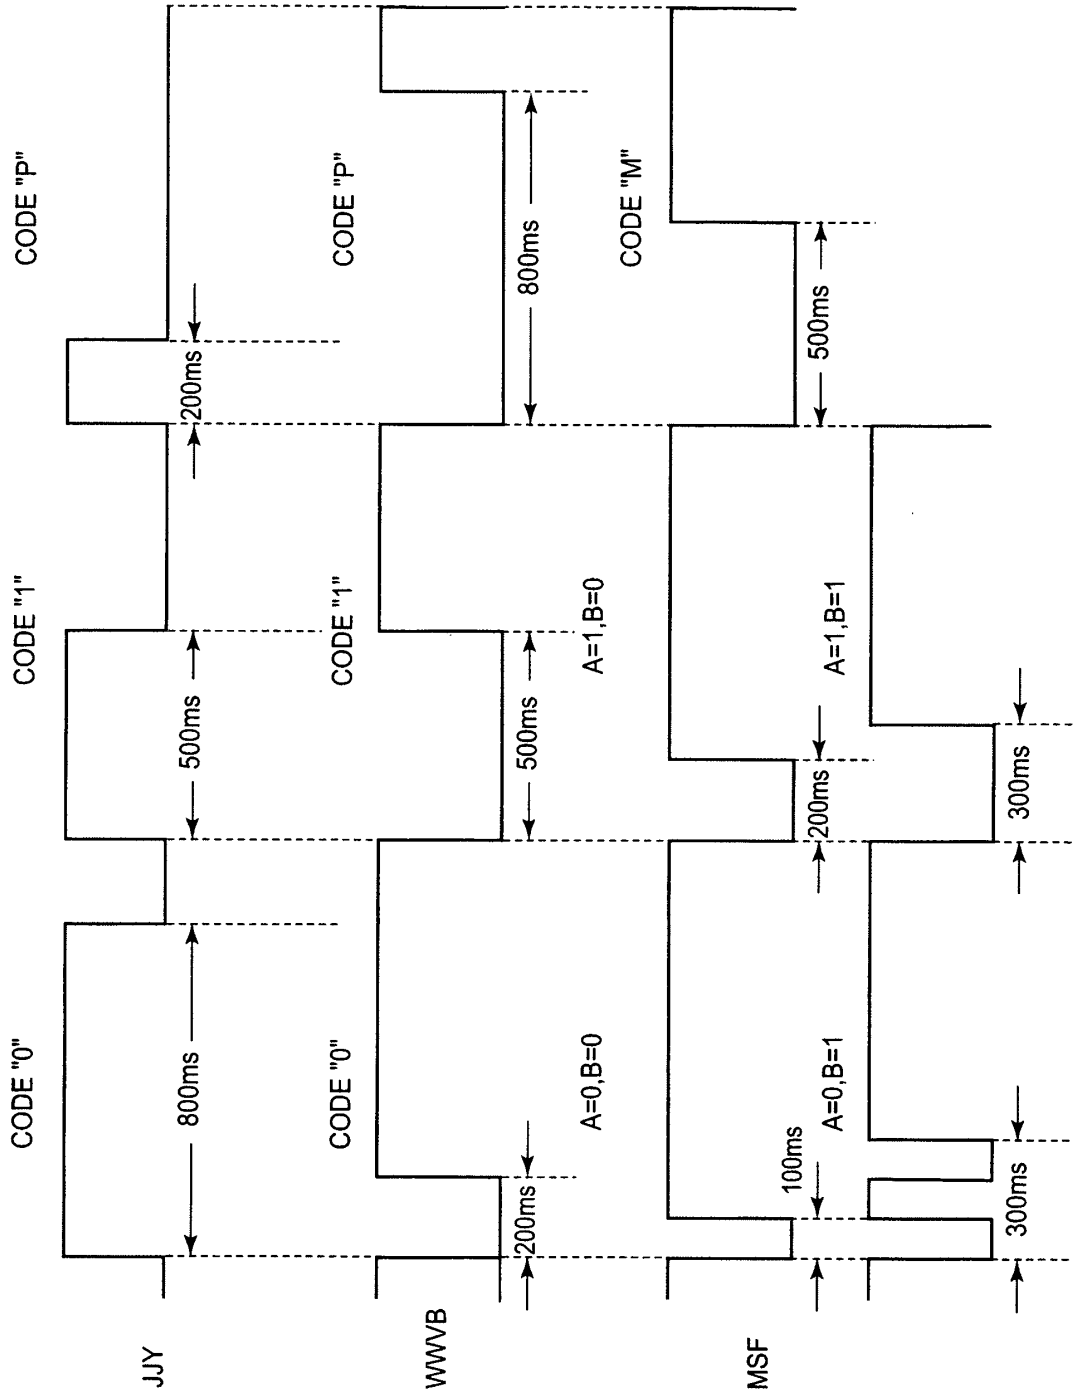 JJY
CODE "0"
CODE "1"
CODE "P"
800ms
500ms
200ms
WWVB
CODE "0"
CODE "1"
CODE "P"
200ms
500ms
800ms
MSF
A=0,B=0
A=1,B=0
CODE "M"
100ms
200ms
500ms
A=0,B=1
A=1,B=1
300ms
300ms